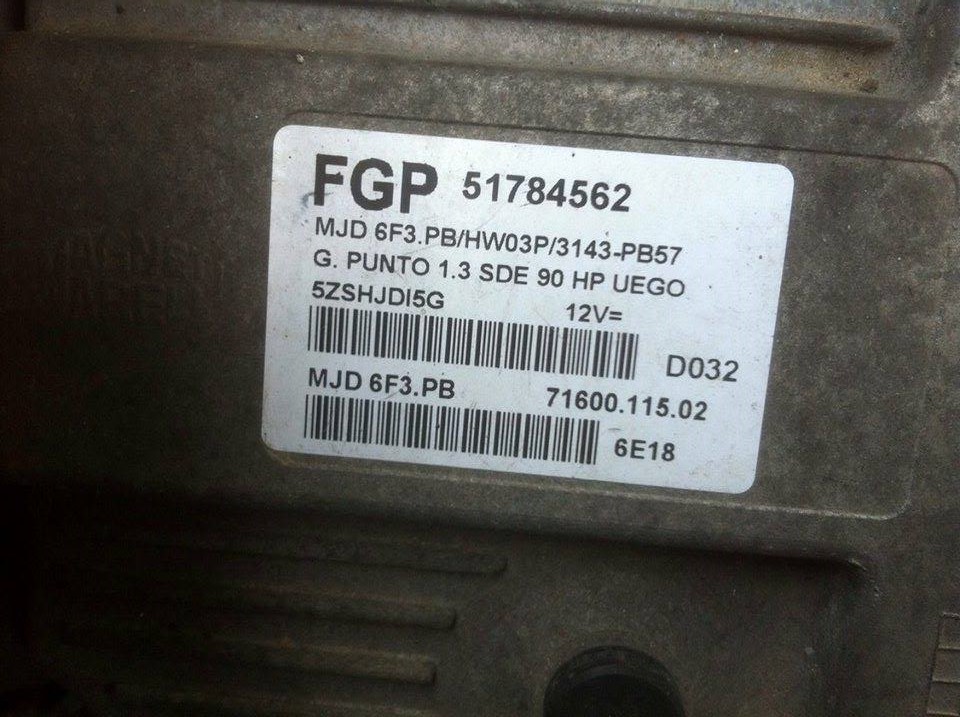 FGP 51784562
MJD 6F3.PB/HW03P/3143-PB57
G. PUNTO 1.3 SDE 90 HP UEGO
5ZSHJDI5G 12V=
D032
MJD 6F3.PB 71600.115.02
6E18